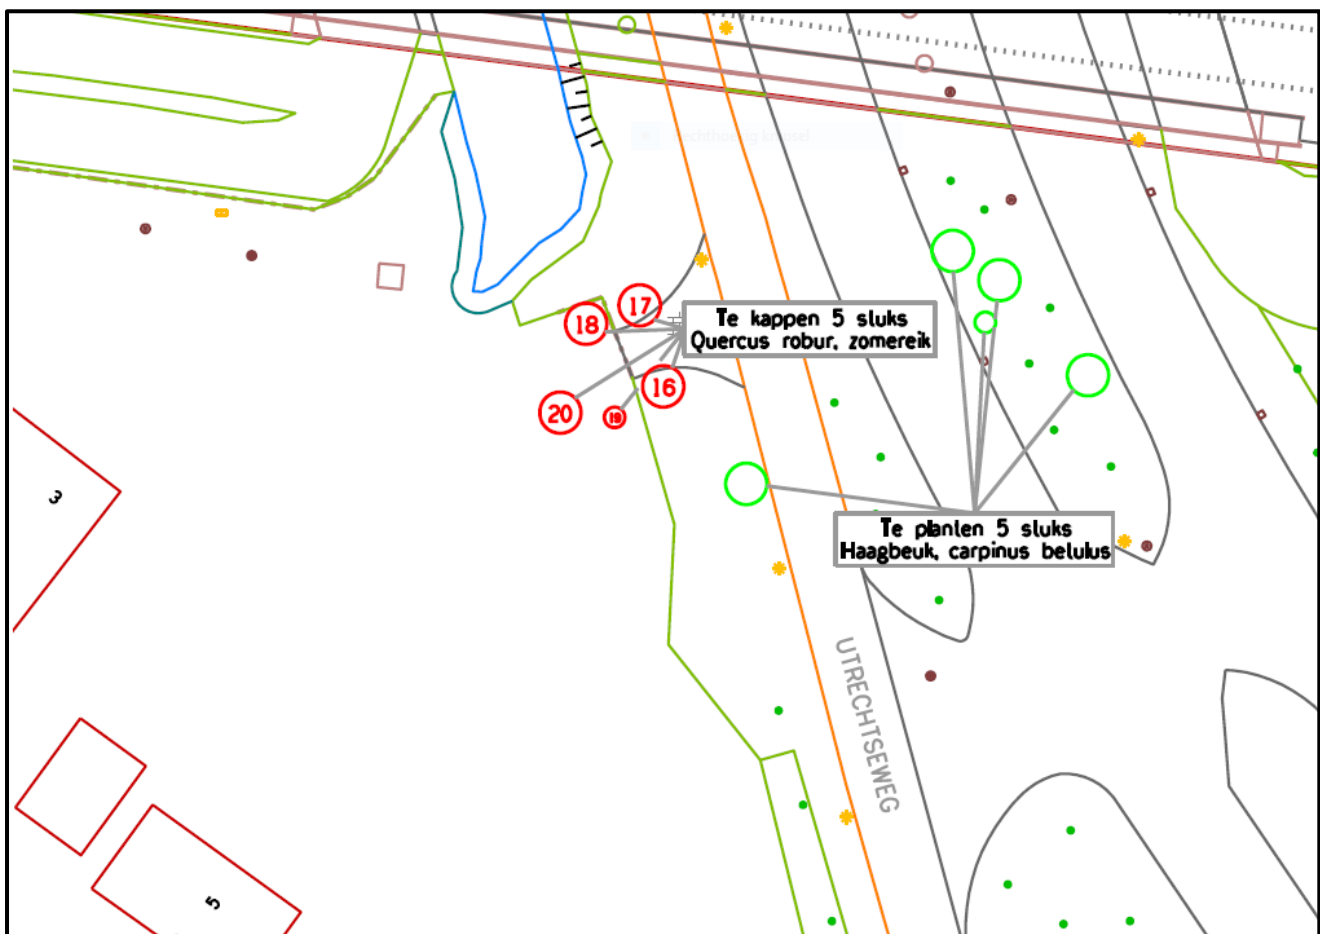 17
18
Te kappen 5 sluks
Quercus robur, zomereik
16
20
19
3
Te planlen 5 sluks
Haagbeuk, carpinus belulus
UTRECHTSEWEG
5